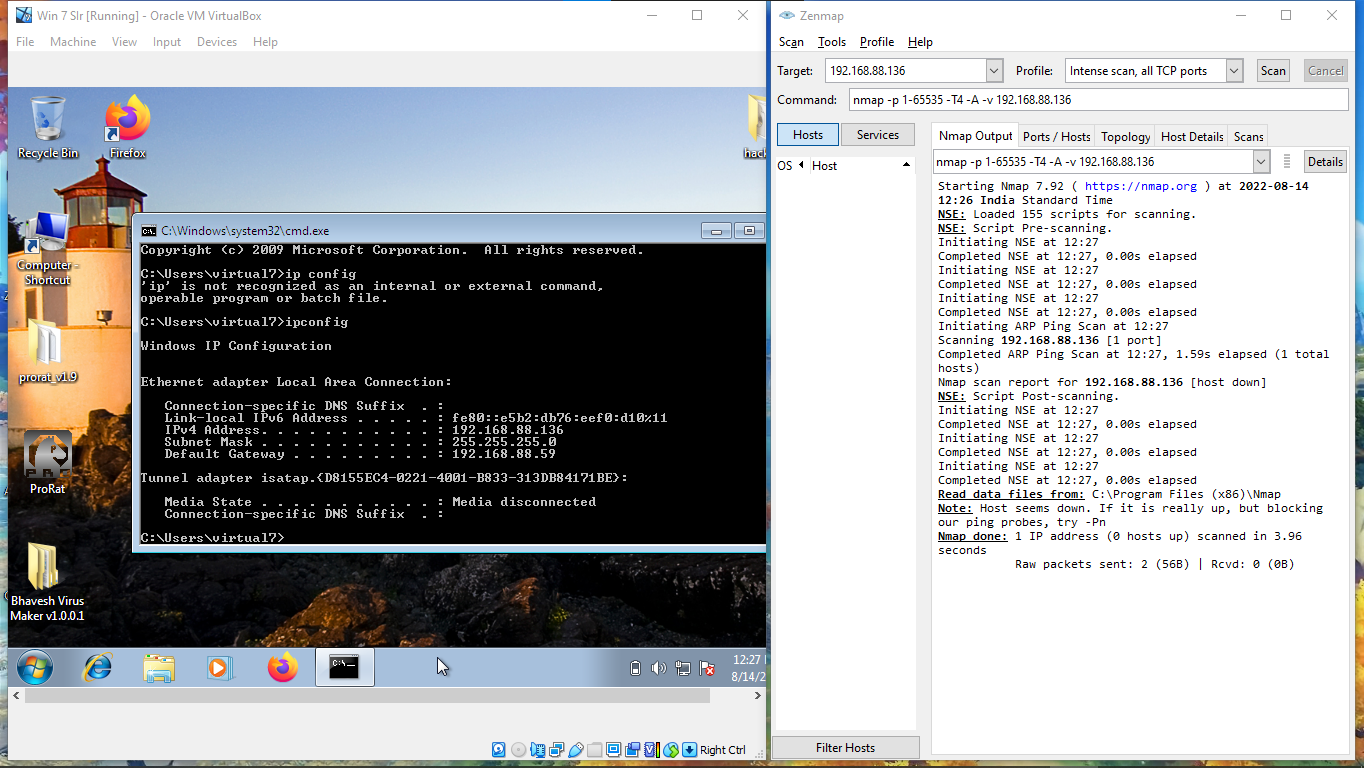 Win 7 Slr [Running] - Oracle VM VirtualBox
File Machine View Input Devices Help
Recycle Bin
Firefox
hack
Computer -
Shortcut
prorat_v1.9
ProRat
Bhavesh Virus
Maker v1.0.0.1
C:\Windows\system32\cmd.exe
Copyright (c) 2009 Microsoft Corporation.  All rights reserved.
C:\Users\virtual7>ip config
'ip' is not recognized as an internal or external command,
operable program or batch file.
C:\Users\virtual7>ipconfig
Windows IP Configuration
Ethernet adapter Local Area Connection:
Connection-specific DNS Suffix  . :
Link-local IPv6 Address . . . . . : fe80::e5b2:db76:eef0:d10%11
IPv4 Address. . . . . . . . . . . : 192.168.88.136
Subnet Mask . . . . . . . . . . . : 255.255.255.0
Default Gateway . . . . . . . . . : 192.168.88.59
Tunnel adapter isatap.{D8155EC4-0221-4001-B833-313DB84171BE}:
Media State . . . . . . . . . . . : Media disconnected
Connection-specific DNS Suffix  . :
C:\Users\virtual7>
12:27
8/14/2
Right Ctrl
Zenmap
Scan Tools Profile Help
Target: 192.168.88.136 Profile: Intense scan, all TCP ports Scan Cancel
Command: nmap -p 1-65535 -T4 -A -v 192.168.88.136
Hosts Services
OS Host
Filter Hosts
Nmap Output Ports / Hosts Topology Host Details Scans
nmap -p 1-65535 -T4 -A -v 192.168.88.136 Details
Starting Nmap 7.92 ( https://nmap.org ) at 2022-08-14
12:26 India Standard Time
NSE: Loaded 155 scripts for scanning.
NSE: Script Pre-scanning.
Initiating NSE at 12:27
Completed NSE at 12:27, 0.00s elapsed
Initiating NSE at 12:27
Completed NSE at 12:27, 0.00s elapsed
Initiating NSE at 12:27
Completed NSE at 12:27, 0.00s elapsed
Initiating ARP Ping Scan at 12:27
Scanning 192.168.88.136 [1 port]
Completed ARP Ping Scan at 12:27, 1.59s elapsed (1 total
hosts)
Nmap scan report for 192.168.88.136 [host down]
NSE: Script Post-scanning.
Initiating NSE at 12:27
Completed NSE at 12:27, 0.00s elapsed
Initiating NSE at 12:27
Completed NSE at 12:27, 0.00s elapsed
Initiating NSE at 12:27
Completed NSE at 12:27, 0.00s elapsed
Read data files from: C:\Program Files (x86)\Nmap
Note: Host seems down. If it is really up, but blocking
our ping probes, try -Pn
Nmap done: 1 IP address (0 hosts up) scanned in 3.96
seconds
Raw packets sent: 2 (56B) | Rcvd: 0 (0B)